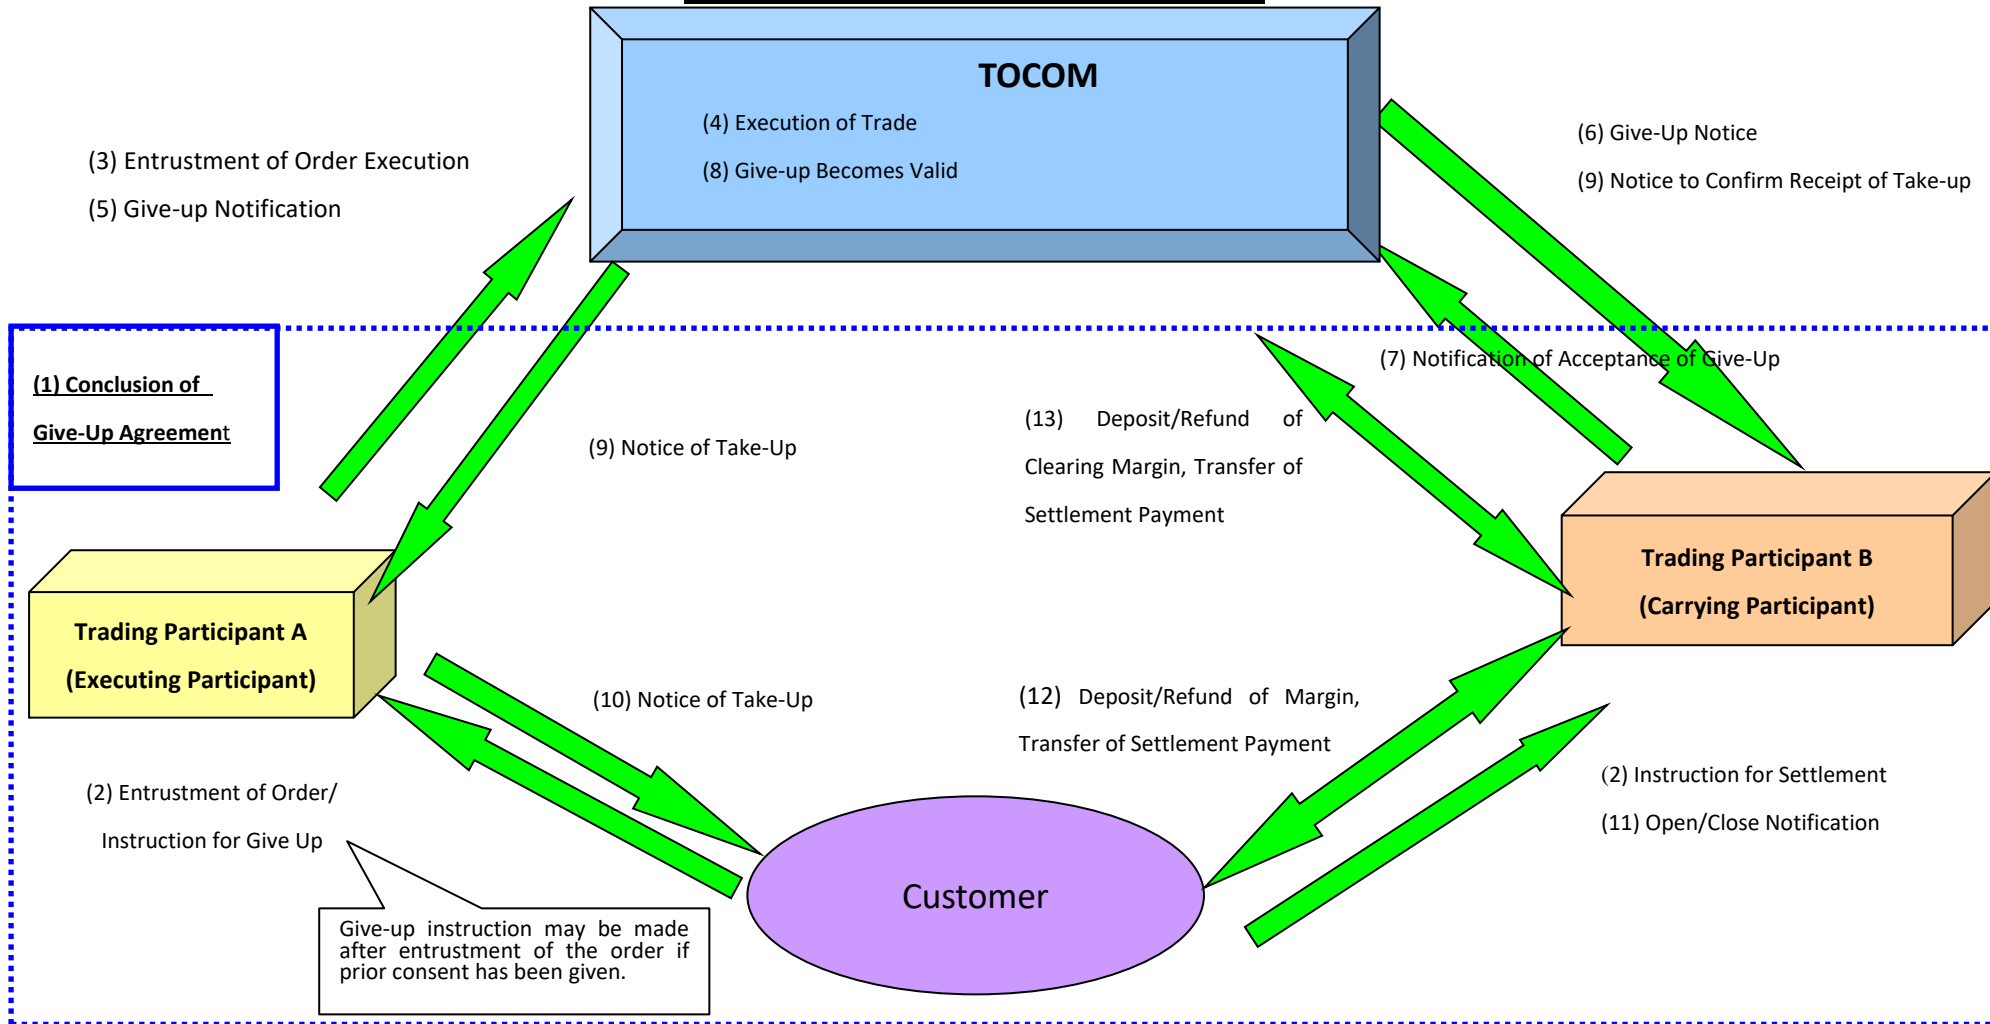 TOCOM
(4) Execution of Trade
(8) Give-up Becomes Valid
(3) Entrustment of Order Execution
(5) Give-up Notification
(6) Give-Up Notice
(9) Notice to Confirm Receipt of Take-up
(1) Conclusion of
Give-Up Agreement
(7) Notification of Acceptance of Give-Up
(9) Notice of Take-Up
(13) Deposit/Refund of
Clearing Margin, Transfer of
Settlement Payment
Trading Participant A
(Executing Participant)
Trading Participant B
(Carrying Participant)
(10) Notice of Take-Up
(12) Deposit/Refund of Margin,
Transfer of Settlement Payment
(2) Entrustment of Order/
Instruction for Give Up
(2) Instruction for Settlement
(11) Open/Close Notification
Customer
Give-up instruction may be made
after entrustment of the order if
prior consent has been given.